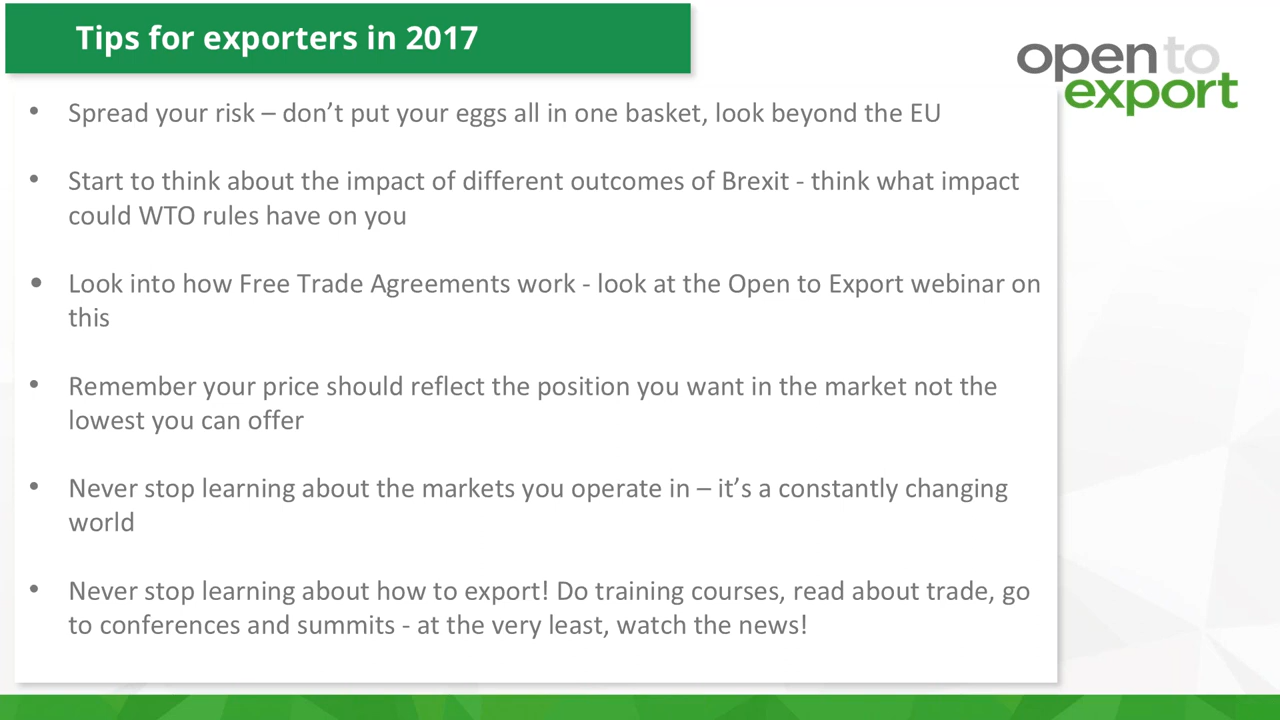 Tips for exporters in 2017
open to
export
• Spread your risk – don’t put your eggs all in one basket, look beyond the EU
• Start to think about the impact of different outcomes of Brexit - think what impact
could WTO rules have on you
• Look into how Free Trade Agreements work - look at the Open to Export webinar on
this
• Remember your price should reflect the position you want in the market not the
lowest you can offer
• Never stop learning about the markets you operate in – it’s a constantly changing
world
• Never stop learning about how to export! Do training courses, read about trade, go
to conferences and summits - at the very least, watch the news!